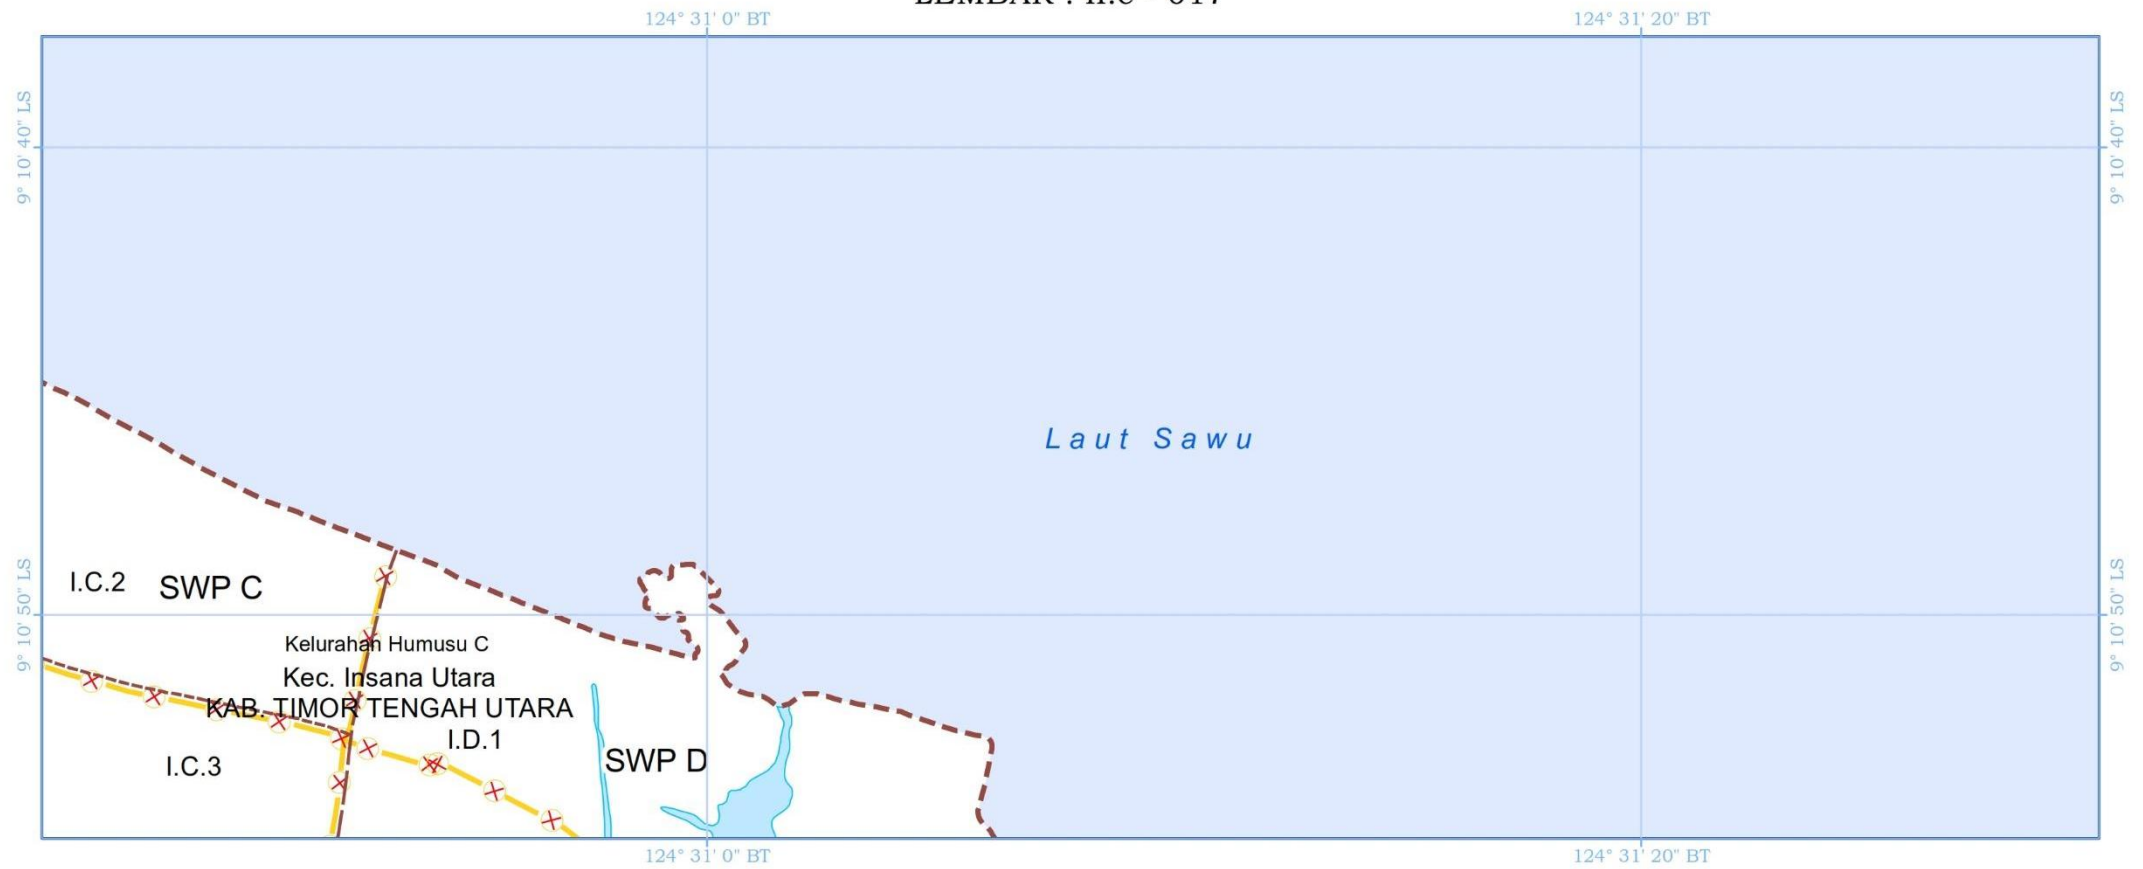 124° 31' 0" BT
124° 31' 20" BT
9° 10' 40" LS
9° 10' 40" LS
Laut Sawu
I.C.2
SWP C
9° 10' 50" LS
9° 10' 50" LS
Kelurahan Humusu C
Kec. Insana Utara
KAB. TIMOR TENGAH UTARA
I.D.1
I.C.3
SWP D
124° 31' 0" BT
124° 31' 20" BT